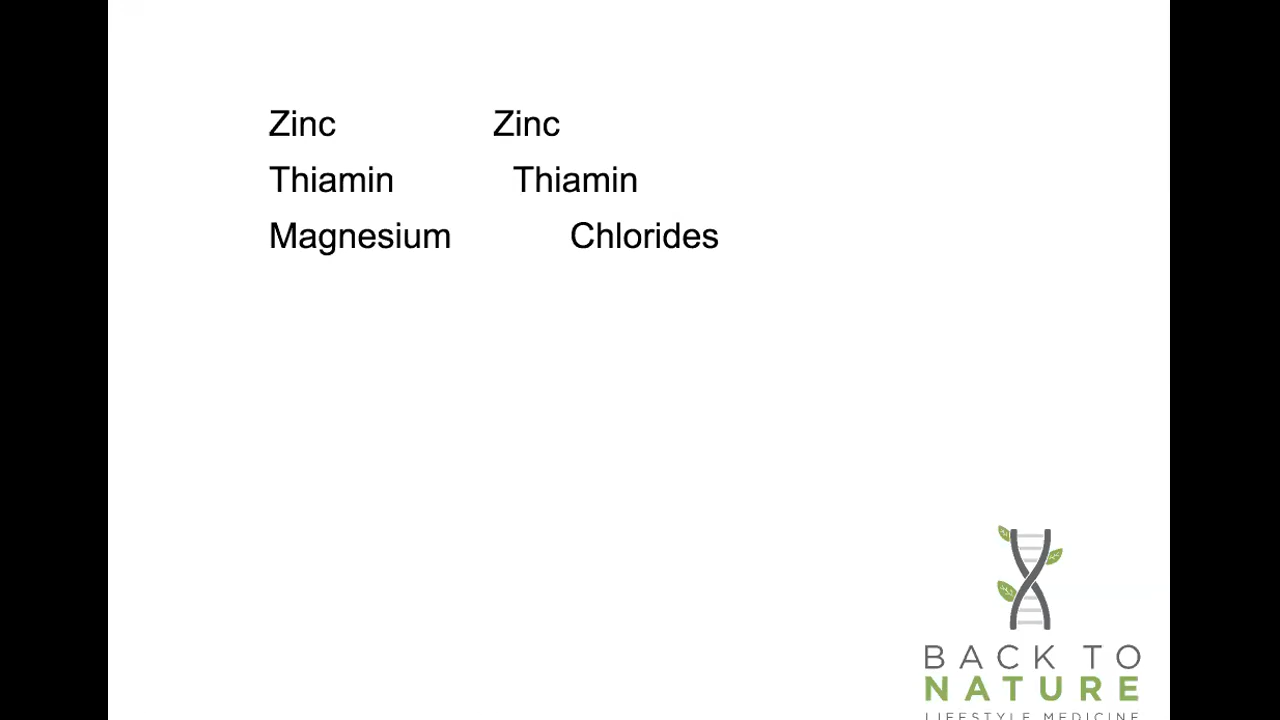 Zinc Zinc
Thiamin Thiamin
Magnesium Chlorides
BACK TO
NATURE
LIFESTYLE MEDICINE